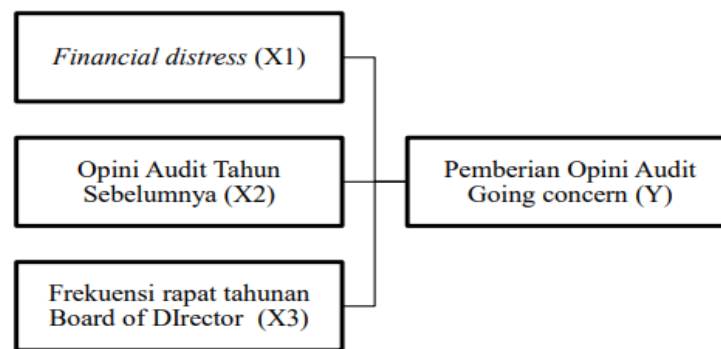 Financial distress (X1)
Opini Audit Tahun
Sebelumnya (X2)
Pemberian Opini Audit
Going concern (Y)
Frekuensi rapat tahunan
Board of DIrector (X3)